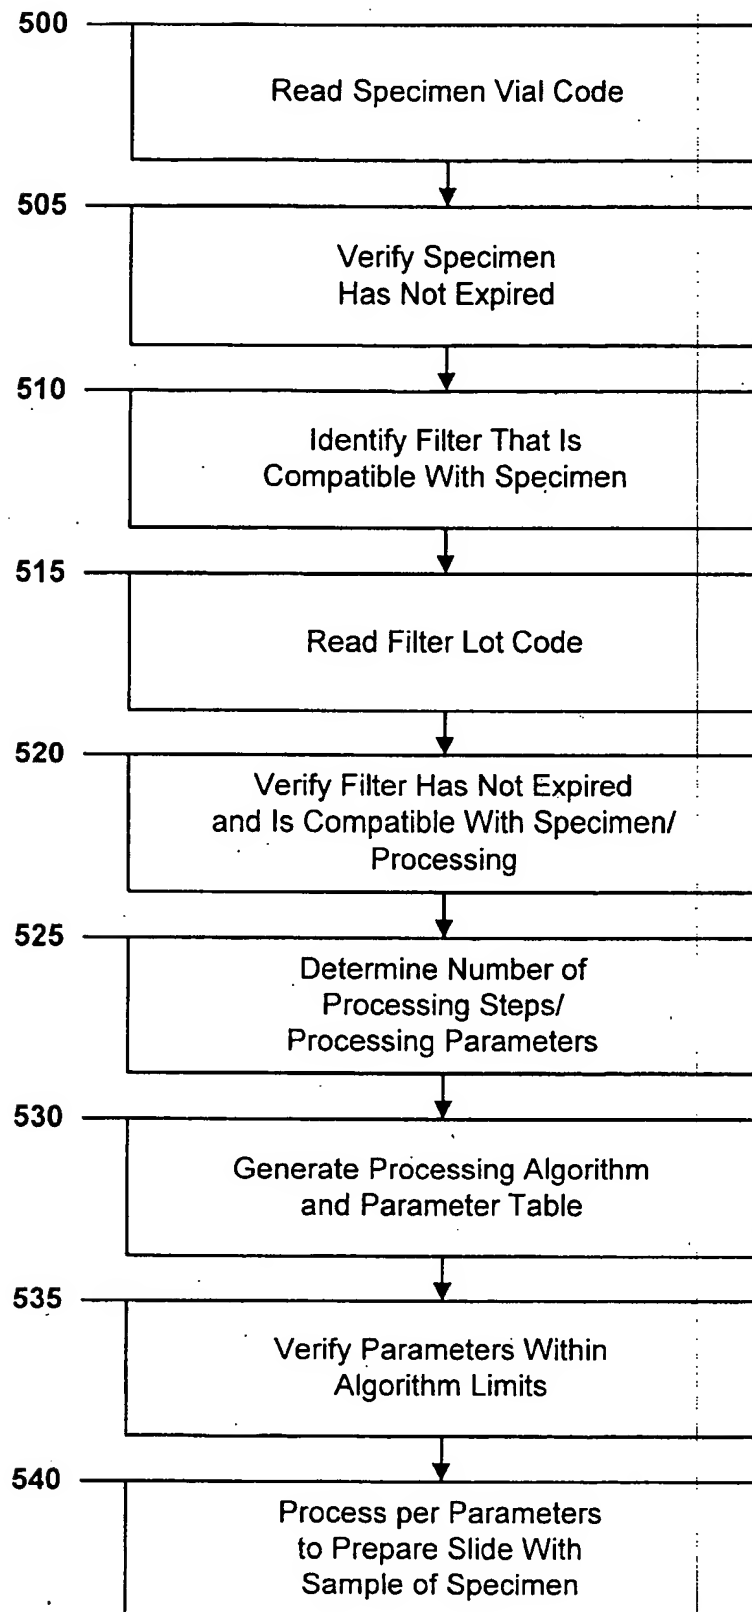 500
Read Specimen Vial Code
505
Verify Specimen
Has Not Expired
510
Identify Filter That Is
Compatible With Specimen
515
Read Filter Lot Code
520
Verify Filter Has Not Expired
and Is Compatible With Specimen/
Processing
525
Determine Number of
Processing Steps/
Processing Parameters
530
Generate Processing Algorithm
and Parameter Table
535
Verify Parameters Within
Algorithm Limits
540
Process per Parameters
to Prepare Slide With
Sample of Specimen